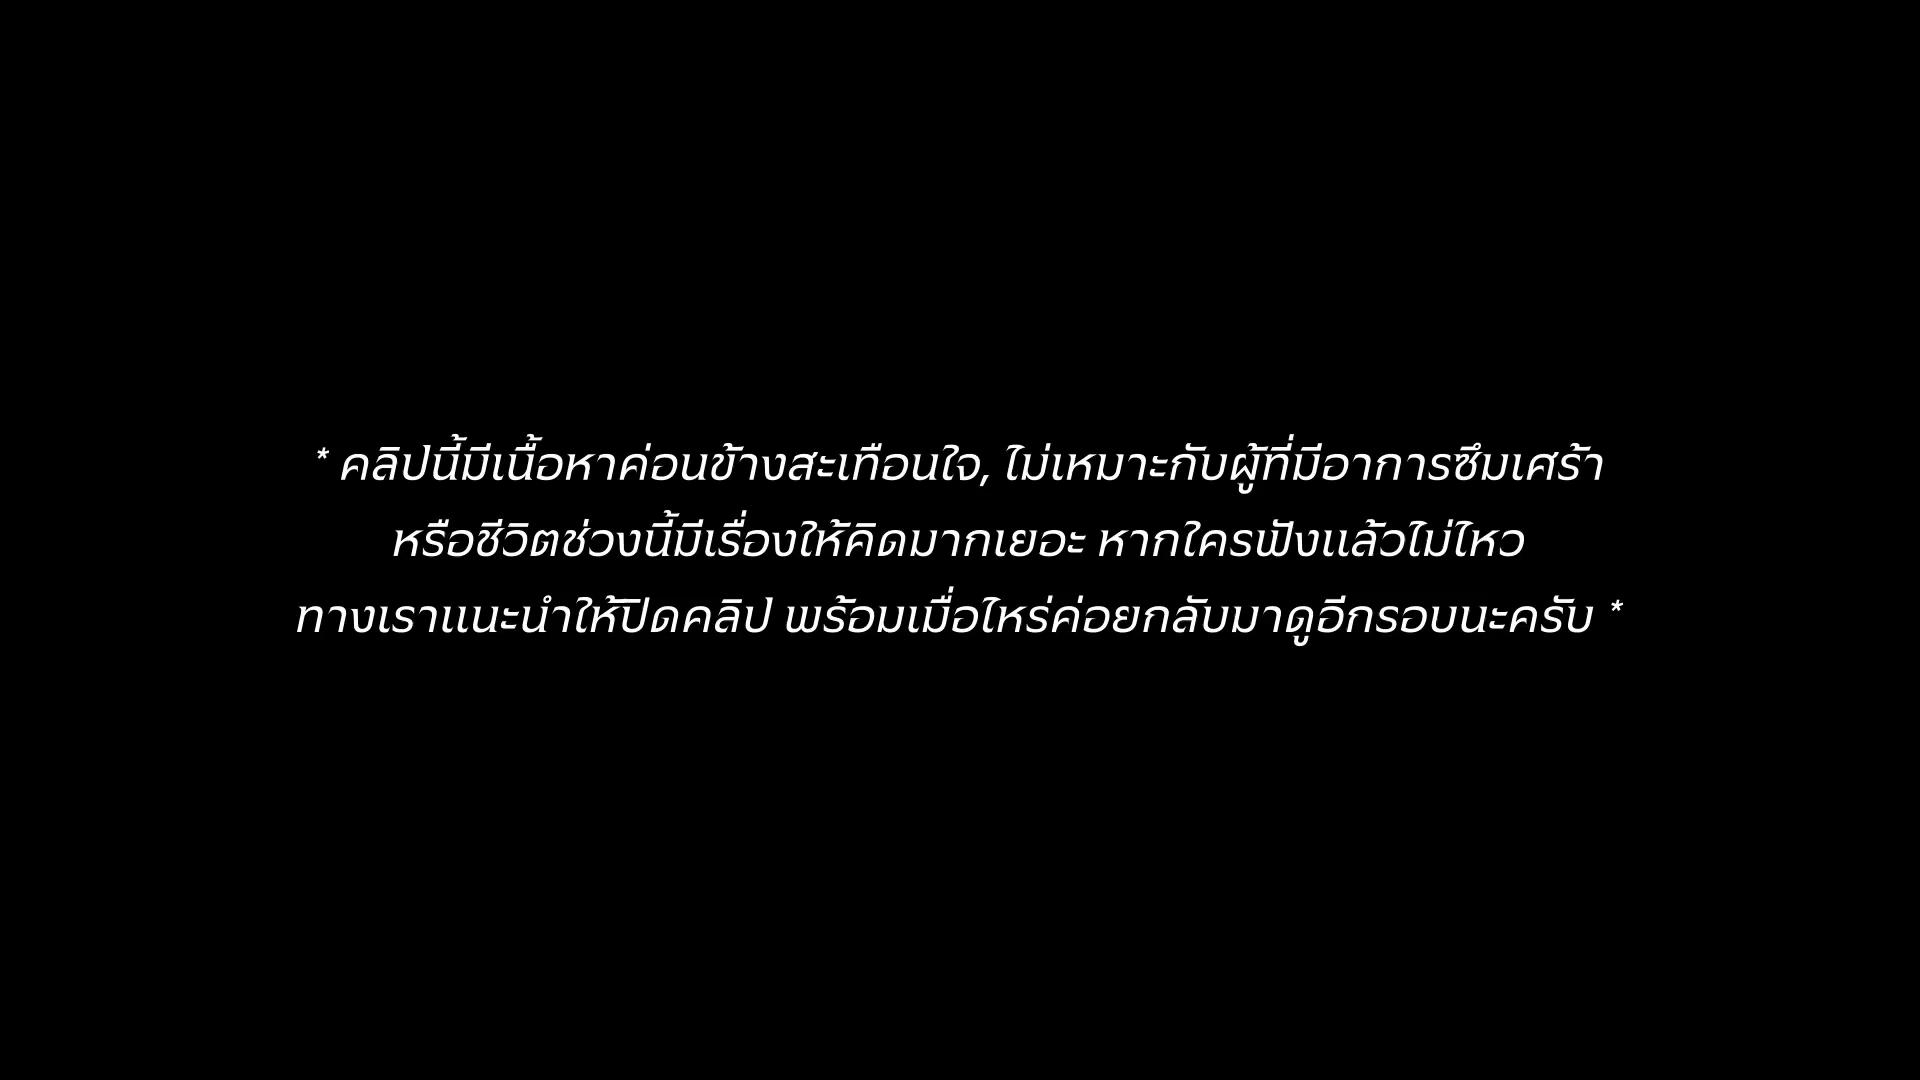 * คลิปนี้มีเนื้อหาค่อนข้างสะเทือนใจ, ไม่เหมาะกับผู้ที่มีอาการซึมเศร้า
หรือชีวิตช่วงนี้มีเรื่องให้คิดมากเยอะ หากใครฟังแล้วไม่ไหว
ทางเราแนะนำให้ปิดคลิป พร้อมเมื่อไหร่ค่อยกลับมาดูอีกรอบนะครับ *